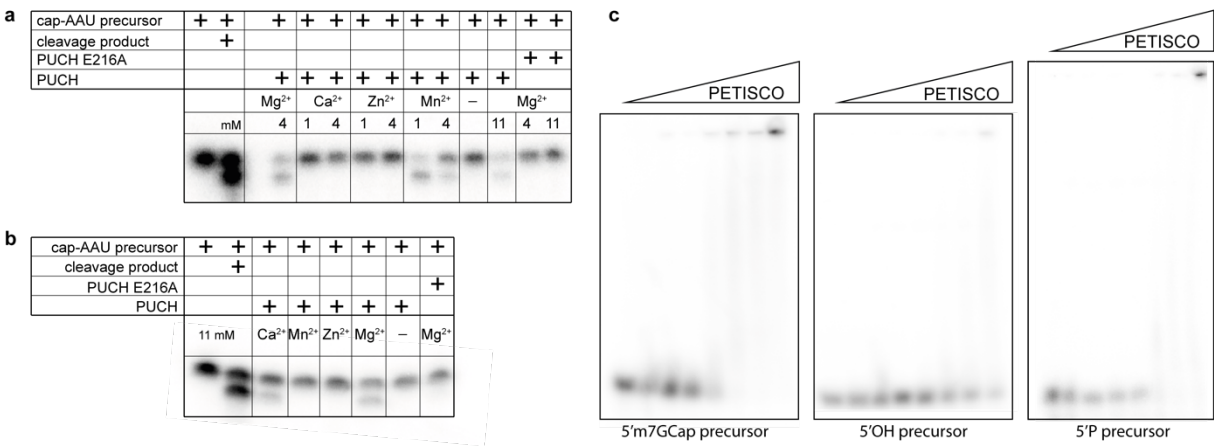 a
cap-AAU precursor + + + + + + + + + + + + +
cleavage product +
PUCH E216A + +
PUCH + + + + + + + + +
Mg²⁺ Ca²⁺ Zn²⁺ Mn²⁺ – Mg²⁺
mM 4 1 4 1 4 1 4 11 4 11
b
cap-AAU precursor + + + + + + + +
cleavage product +
PUCH E216A +
PUCH + + + + +
11 mM Ca²⁺ Mn²⁺ Zn²⁺ Mg²⁺ – Mg²⁺
c
PETISCO
5'm7GCap precursor
PETISCO
5'OH precursor
PETISCO
5'P precursor